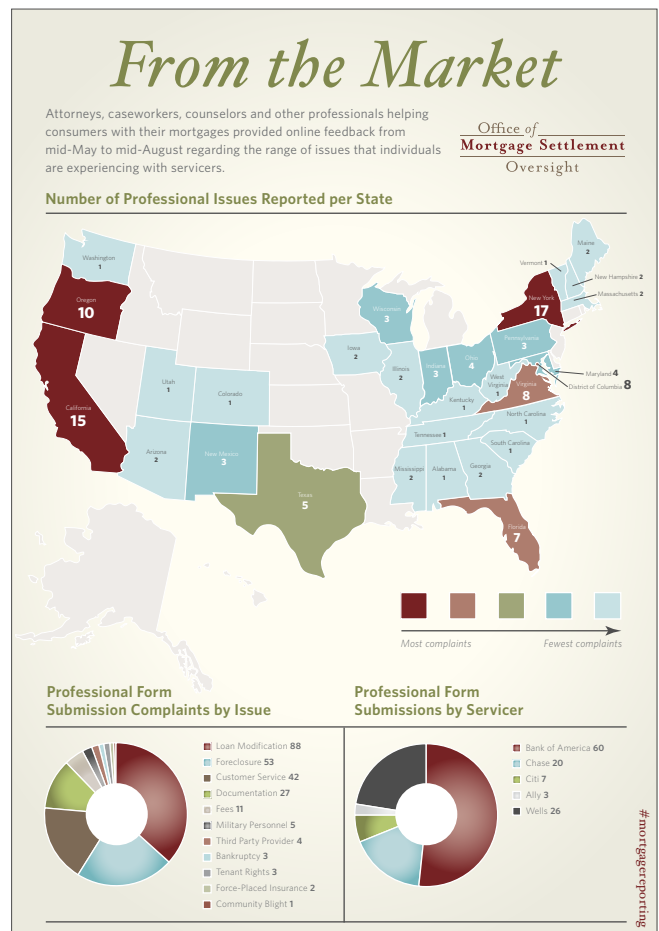 From the Market
Attorneys, caseworkers, counselors and other professionals helping
consumers with their mortgages provided online feedback from
mid-May to mid-August regarding the range of issues that individuals
are experiencing with servicers.
Office of
Mortgage Settlement
Oversight
Number of Professional Issues Reported per State
Washington
1
Oregon
10
California
15
Utah
1
Arizona
2
Colorado
1
New Mexico
3
Texas
5
Iowa
2
Wisconsin
3
Illinois
2
Indiana
3
Ohio
4
Kentucky
1
Tennessee 1
Mississippi
2
Alabama
1
Georgia
2
Florida
7
South Carolina
1
North Carolina
1
West
Virginia
1
Virginia
8
Pennsylvania
3
New York
17
Vermont 1
Maine
2
New Hampshire 2
Massachusetts 2
Maryland 4
District of Columbia 8
Most complaints
Fewest complaints
Professional Form
Submission Complaints by Issue
Loan Modification 88
Foreclosure 53
Customer Service 42
Documentation 27
Fees 11
Military Personnel 5
Third Party Provider 4
Bankruptcy 3
Tenant Rights 3
Force-Placed Insurance 2
Community Blight 1
Professional Form
Submissions by Servicer
Bank of America 60
Chase 20
Citi 7
Ally 3
Wells 26
#mortgagereporting